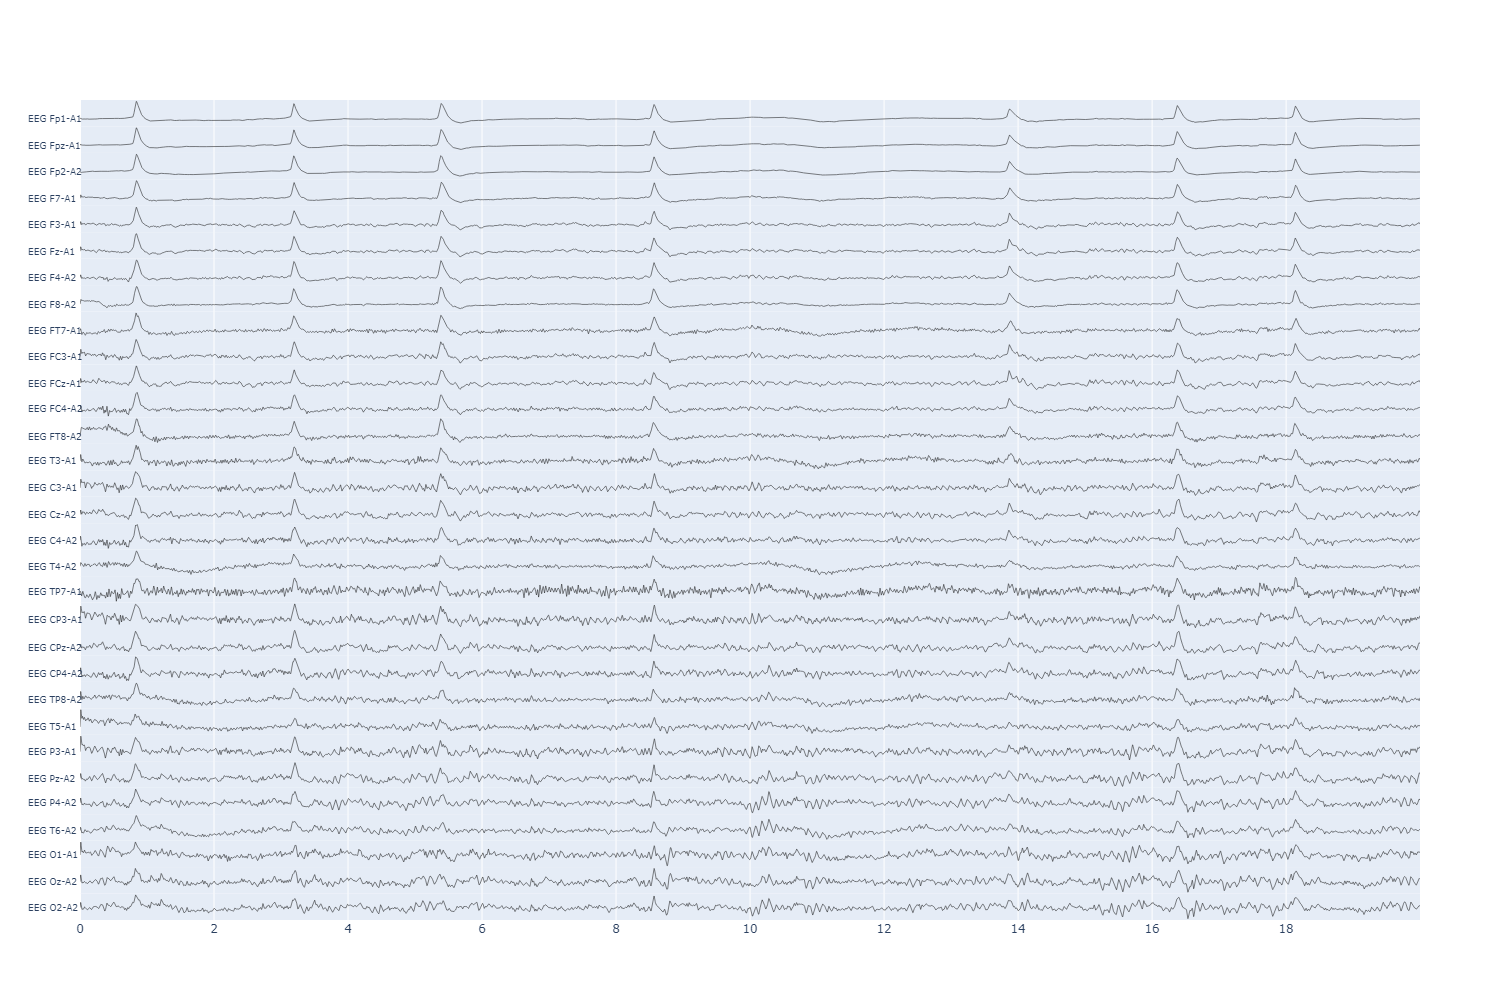 EEG Fp1-A1
EEG Fpz-A1
EEG Fp2-A2
EEG F7-A1
EEG F3-A1
EEG Fz-A1
EEG F4-A2
EEG F8-A2
EEG FT7-A1
EEG FC3-A1
EEG FCz-A1
EEG FC4-A2
EEG FT8-A2
EEG T3-A1
EEG C3-A1
EEG Cz-A2
EEG C4-A2
EEG T4-A2
EEG TP7-A1
EEG CP3-A1
EEG CPz-A2
EEG CP4-A2
EEG TP8-A2
EEG T5-A1
EEG P3-A1
EEG Pz-A2
EEG P4-A2
EEG T6-A2
EEG O1-A1
EEG Oz-A2
EEG O2-A2
0 2 4 6 8 10 12 14 16 18